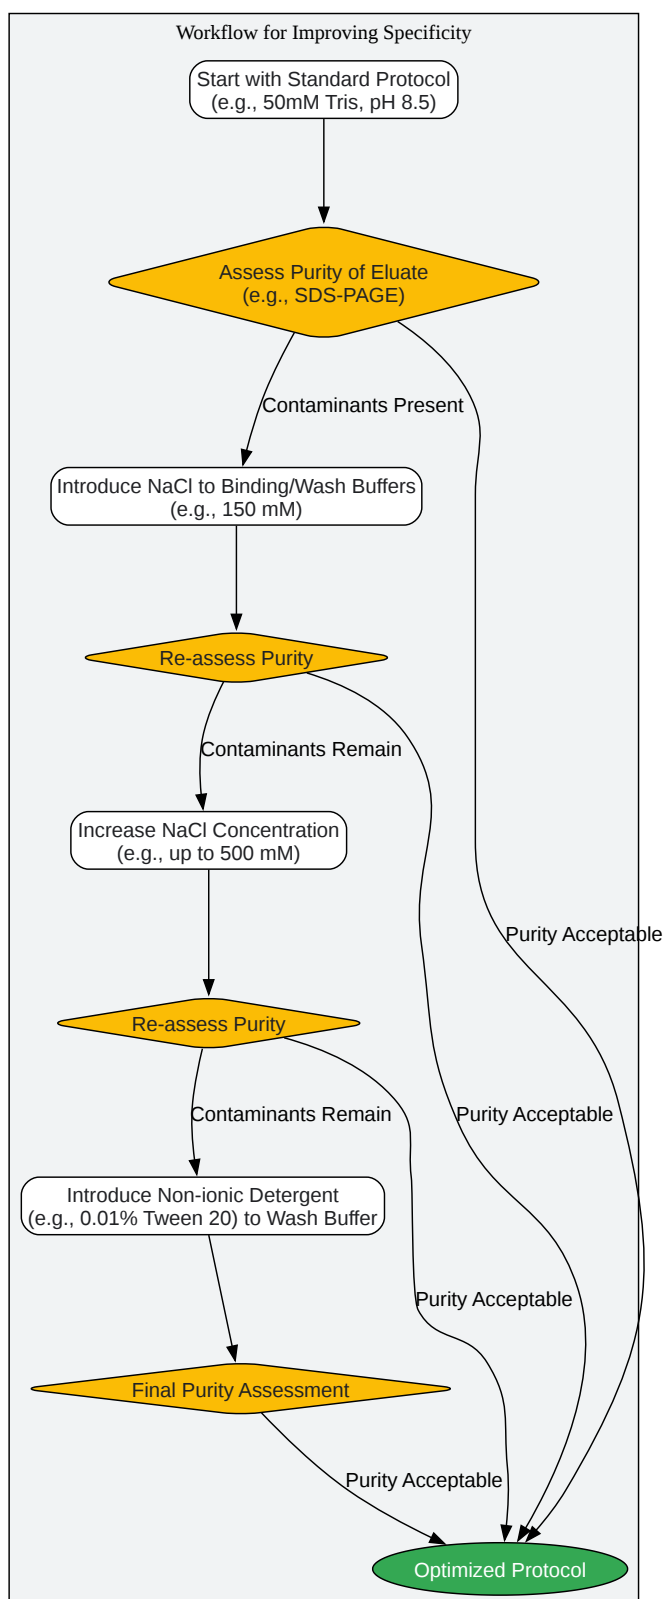 Workflow for Improving Specificity
Start with Standard Protocol
(e.g., 50mM Tris, pH 8.5)
Assess Purity of Eluate
(e.g., SDS-PAGE)
Contaminants Present
Introduce NaCl to Binding/Wash Buffers
(e.g., 150 mM)
Re-assess Purity
Contaminants Remain
Increase NaCl Concentration
(e.g., up to 500 mM)
Purity Acceptable
Re-assess Purity
Contaminants Remain
Purity Acceptable
Introduce Non-ionic Detergent
(e.g., 0.01% Tween 20) to Wash Buffer
Purity Acceptable
Final Purity Assessment
Purity Acceptable
Optimized Protocol